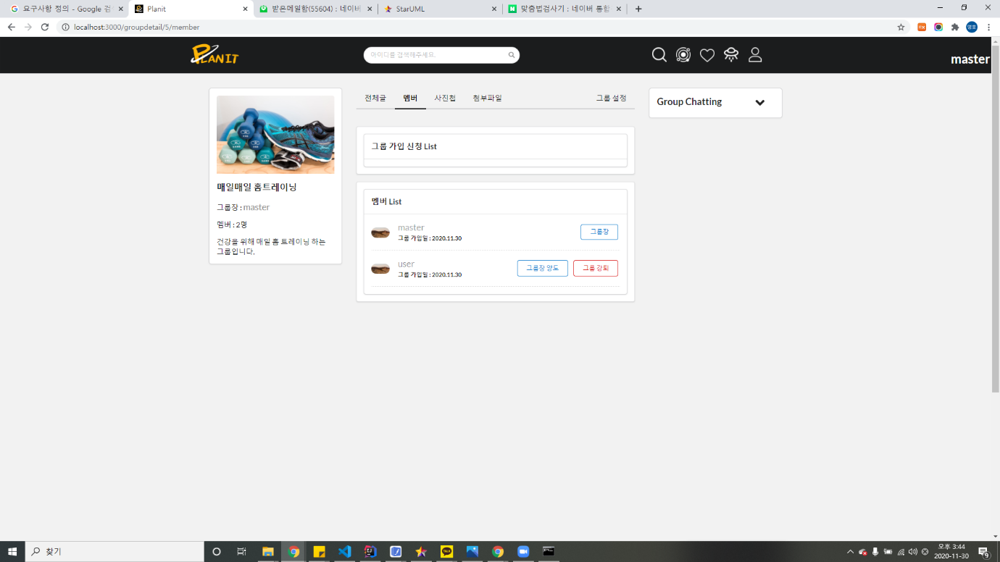 요구사항 정의 - Google 검
Planit
받은메일함(55604) : 네이버
StarUML
맞춤법검사기 : 네이버 통합
localhost:3000/groupdetail/5/member
영호
PLANIT
아이디를 검색해주세요.
master
전체글
멤버
사진첩
첨부파일
그룹 설정
Group Chatting
매일매일 홈트레이닝
그룹장 : master
멤버 : 2명
건강을 위해 매일 홈 트레이닝 하는
그룹입니다.
그룹 가입 신청 List
멤버 List
master
그룹 가입일 : 2020.11.30
그룹장
user
그룹 가입일 : 2020.11.30
그룹장 양도
그룹 강퇴
찾기
TALK
오후 3:44
2020-11-30
9